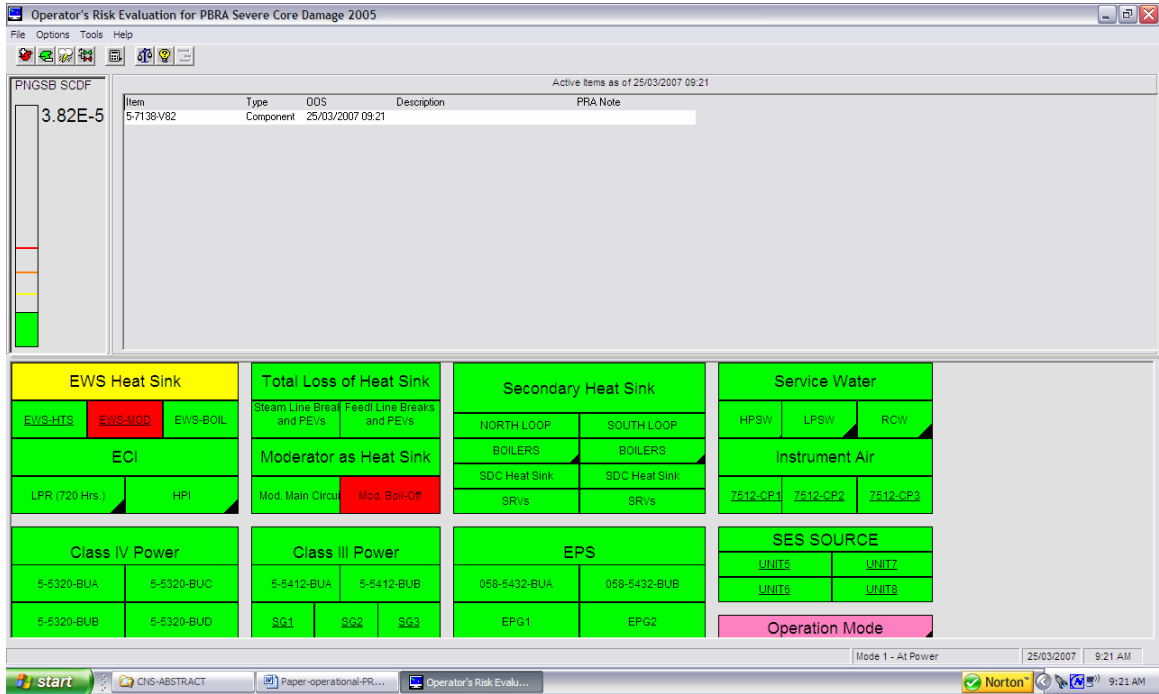 Operator's Risk Evaluation for PBRA Severe Core Damage 2005
File Options Tools Help
PNGSB SCDF
Active Items as of 25/03/2007 09:21
3.82E-5
Item Type OOS Description PRA Note
5-7138-V82 Component 25/03/2007 09:21
EWS Heat Sink
EWS-HTS EWS-MOD EWS-BOIL
ECI
LPR (720 Hrs.) HPI
Total Loss of Heat Sink
Steam Line Breal Feedl Line Breaks
and PEVs and PEVs
Moderator as Heat Sink
Mod. Main Circui Mod. Boil-Off
Secondary Heat Sink
NORTH LOOP SOUTH LOOP
BOILERS BOILERS
SDC Heat Sink SDC Heat Sink
SRVs SRVs
Service Water
HPSW LPSW RCW
Instrument Air
7512-CP1 7512-CP2 7512-CP3
Class IV Power
5-5320-BUA 5-5320-BUC
5-5320-BUB 5-5320-BUD
Class III Power
5-5412-BUA 5-5412-BUB
SG1 SG2 SG3
EPS
058-5432-BUA 058-5432-BUB
EPG1 EPG2
SES SOURCE
UNIT5 UNIT7
UNIT6 UNIT8
Operation Mode
Mode 1 - At Power 25/03/2007 9:21 AM
start CNS-ABSTRACT Paper-operational-PR... Operator's Risk Evalu... Norton™ 9:21 AM